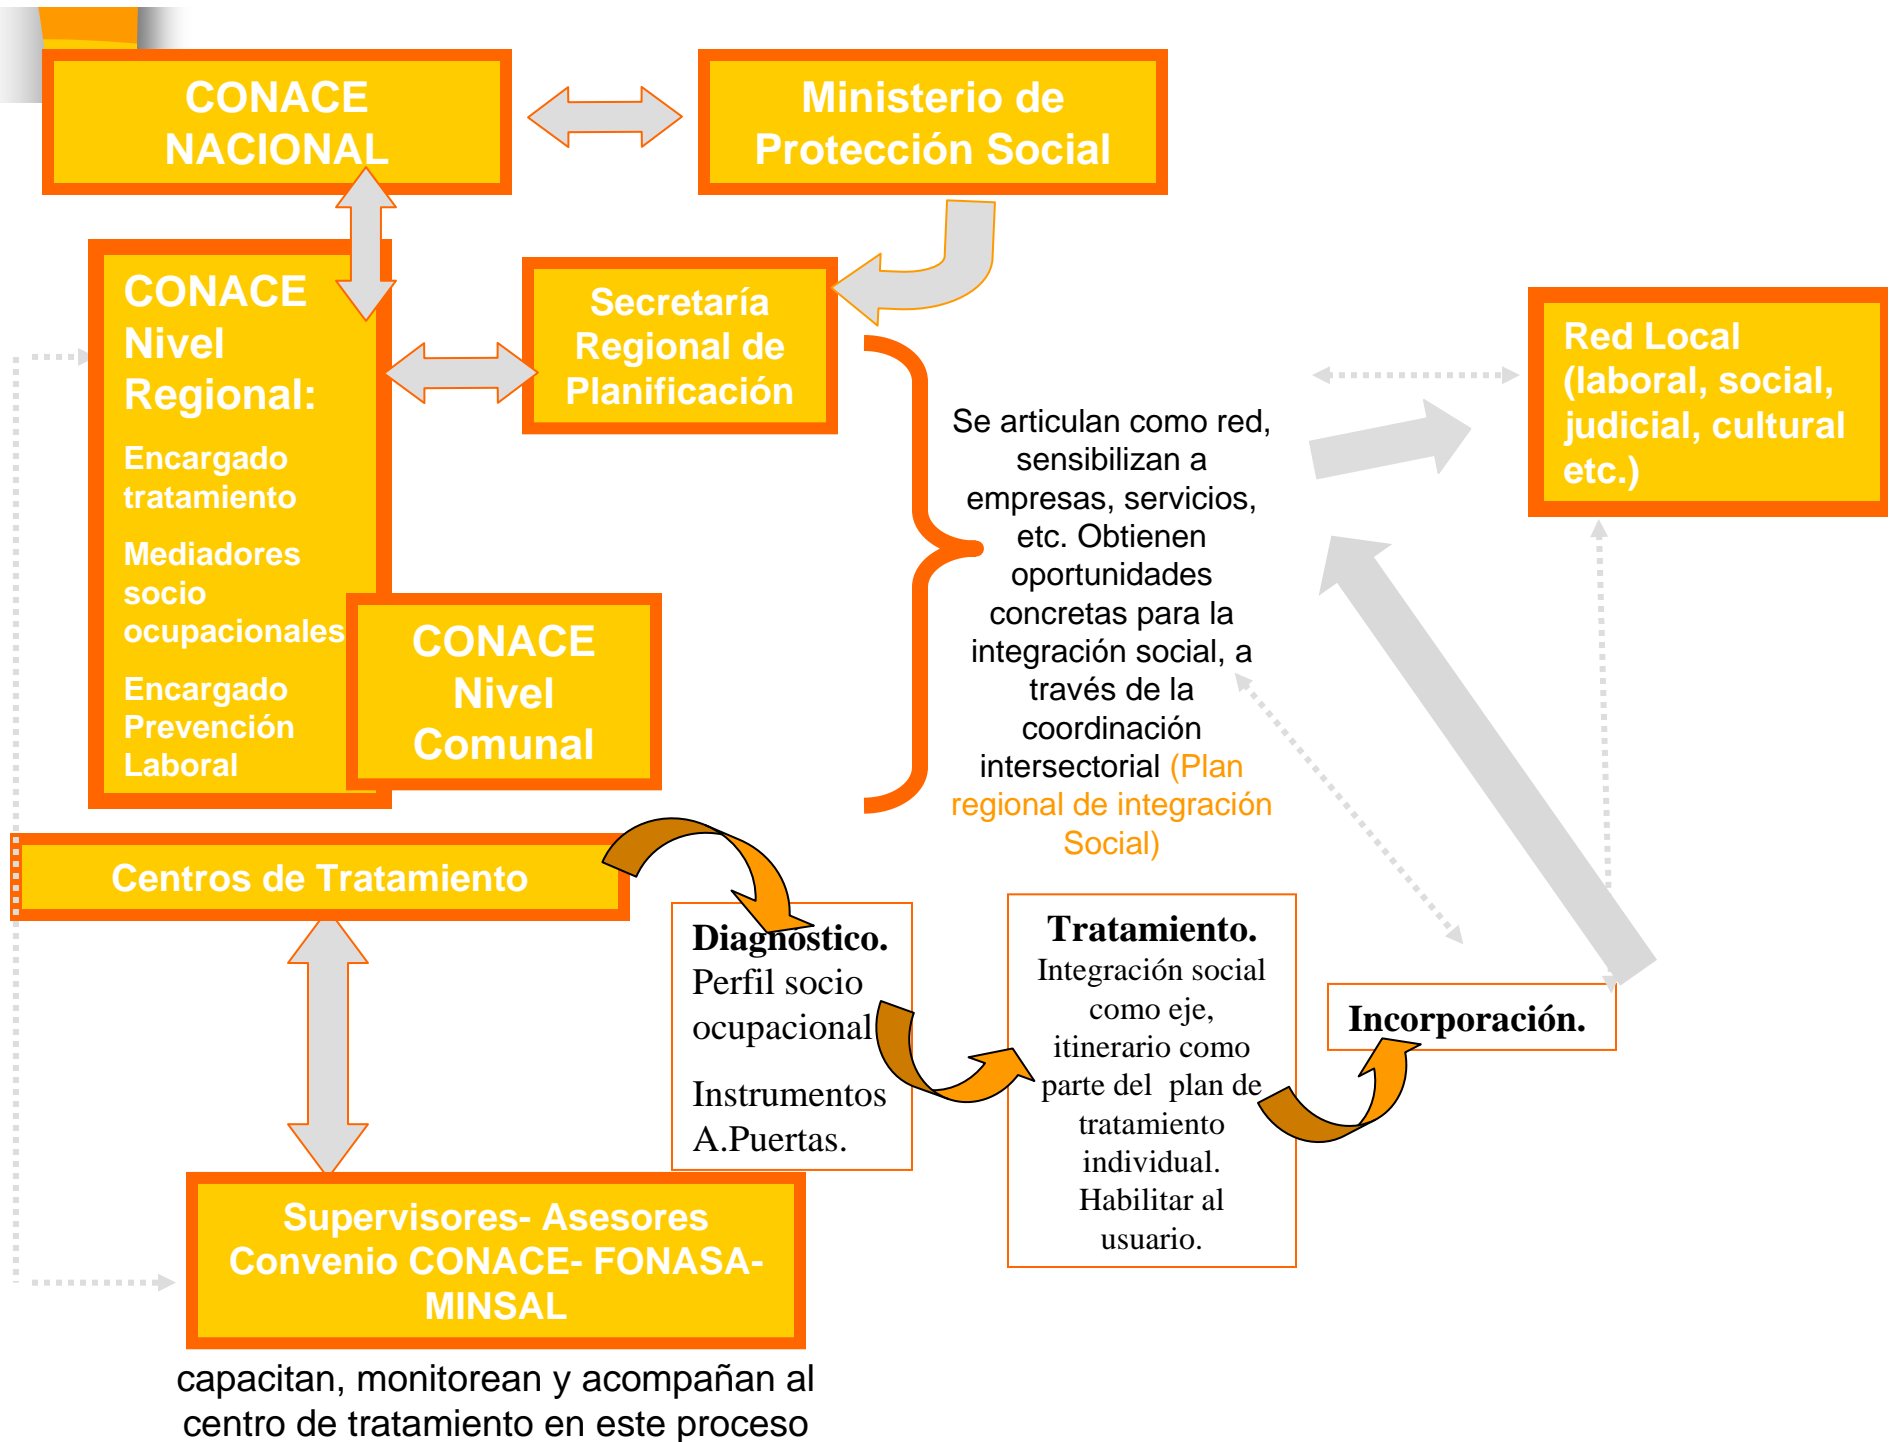 CONACE
NACIONAL
Ministerio de
Protección Social
CONACE
Nivel
Regional:
Encargado
tratamiento
Mediadores
socio
ocupacionales
Encargado
Prevención
Laboral
Secretaría
Regional de
Planificación
CONACE
Nivel
Comunal
Se articulan como red,
sensibilizan a
empresas, servicios,
etc. Obtienen
oportunidades
concretas para la
integración social, a
través de la
coordinación
intersectorial (Plan
regional de integración
Social)
Red Local
(laboral, social,
judicial, cultural
etc.)
Centros de Tratamiento
Diagnóstico.
Perfil socio
ocupacional
Instrumentos
A.Puertas.
Tratamiento.
Integración social
como eje,
itinerario como
parte del plan de
tratamiento
individual.
Habilitar al
usuario.
Incorporación.
Supervisores- Asesores
Convenio CONACE- FONASA-
MINSAL
capacitan, monitorean y acompañan al
centro de tratamiento en este proceso